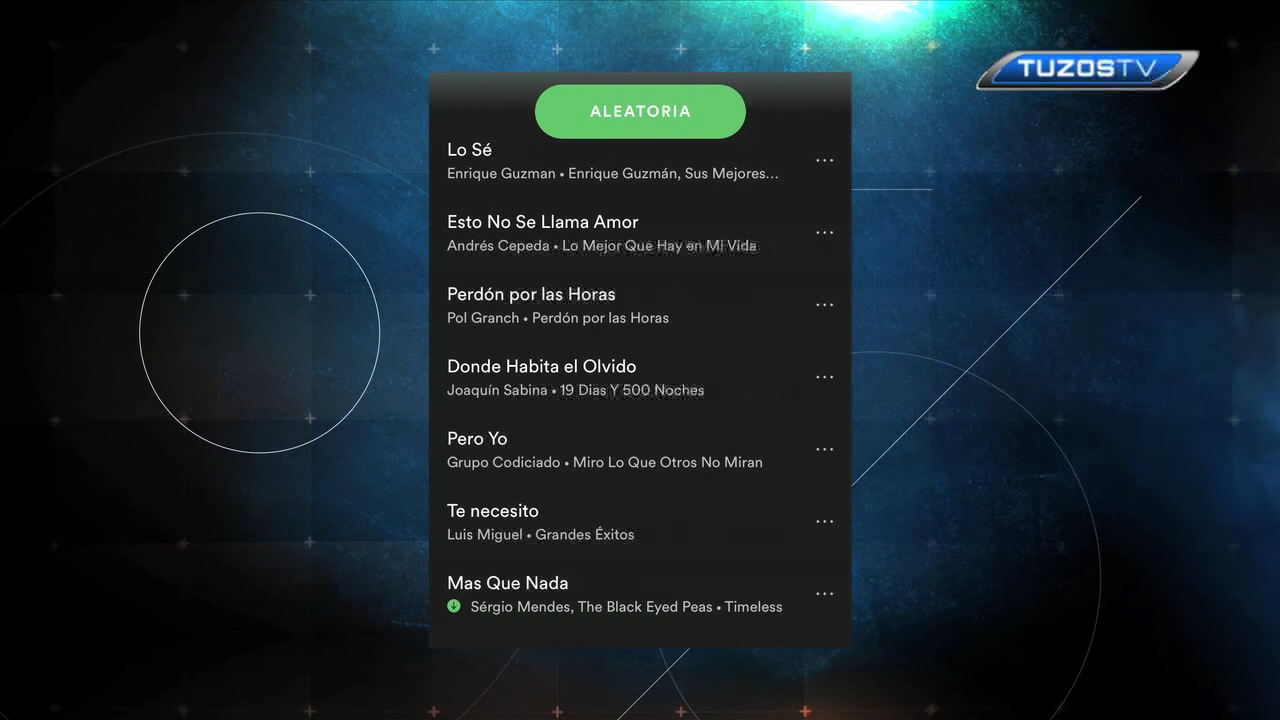 TUZOSTV
ALEATORIA
Lo Sé
Enrique Guzman • Enrique Guzmán, Sus Mejores...
Esto No Se Llama Amor
Andrés Cepeda • Lo Mejor Que Hay en Mi Vida
Perdón por las Horas
Pol Granch • Perdón por las Horas
Donde Habita el Olvido
Joaquín Sabina • 19 Dias Y 500 Noches
Pero Yo
Grupo Codiciado • Miro Lo Que Otros No Miran
Te necesito
Luis Miguel • Grandes Éxitos
Mas Que Nada
Sérgio Mendes, The Black Eyed Peas • Timeless